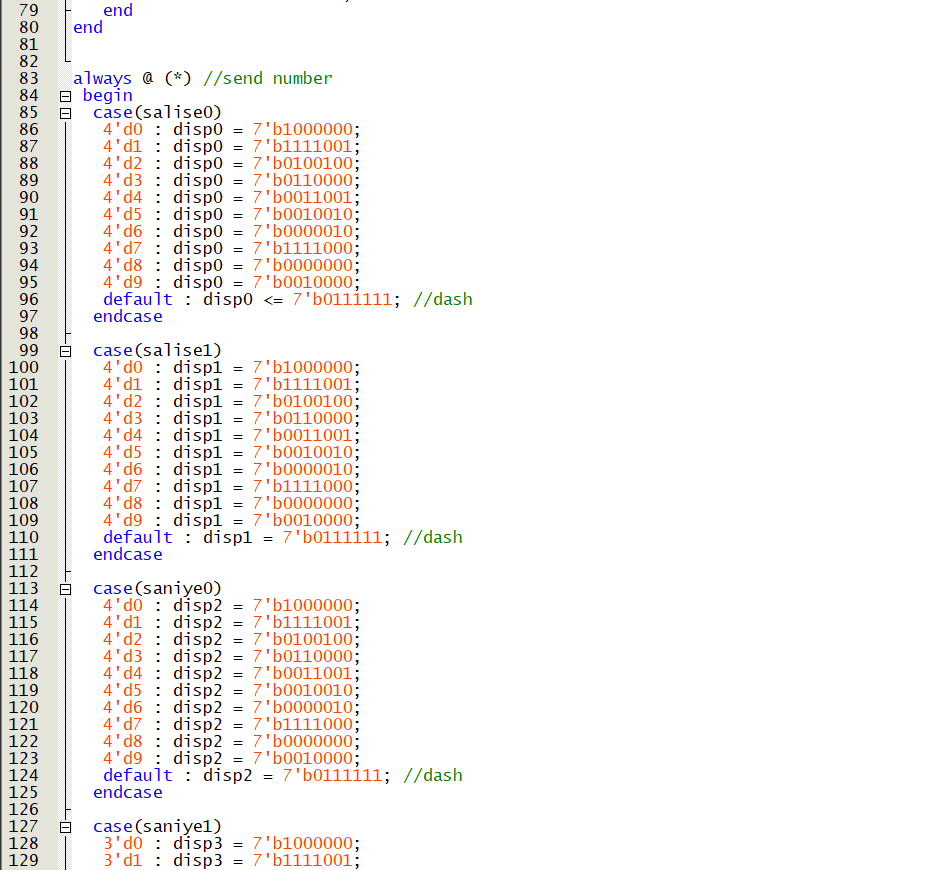 79 end
80 end
81
82
83 always @ (*) //send number
84 begin
85 case(salise0)
86 4'd0 : disp0 = 7'b1000000;
87 4'd1 : disp0 = 7'b1111001;
88 4'd2 : disp0 = 7'b0100100;
89 4'd3 : disp0 = 7'b0110000;
90 4'd4 : disp0 = 7'b0011001;
91 4'd5 : disp0 = 7'b0010010;
92 4'd6 : disp0 = 7'b0000010;
93 4'd7 : disp0 = 7'b1111000;
94 4'd8 : disp0 = 7'b0000000;
95 4'd9 : disp0 = 7'b0010000;
96 default : disp0 <= 7'b0111111; //dash
97 endcase
98
99 case(salise1)
100 4'd0 : disp1 = 7'b1000000;
101 4'd1 : disp1 = 7'b1111001;
102 4'd2 : disp1 = 7'b0100100;
103 4'd3 : disp1 = 7'b0110000;
104 4'd4 : disp1 = 7'b0011001;
105 4'd5 : disp1 = 7'b0010010;
106 4'd6 : disp1 = 7'b0000010;
107 4'd7 : disp1 = 7'b1111000;
108 4'd8 : disp1 = 7'b0000000;
109 4'd9 : disp1 = 7'b0010000;
110 default : disp1 = 7'b0111111; //dash
111 endcase
112
113 case(saniye0)
114 4'd0 : disp2 = 7'b1000000;
115 4'd1 : disp2 = 7'b1111001;
116 4'd2 : disp2 = 7'b0100100;
117 4'd3 : disp2 = 7'b0110000;
118 4'd4 : disp2 = 7'b0011001;
119 4'd5 : disp2 = 7'b0010010;
120 4'd6 : disp2 = 7'b0000010;
121 4'd7 : disp2 = 7'b1111000;
122 4'd8 : disp2 = 7'b0000000;
123 4'd9 : disp2 = 7'b0010000;
124 default : disp2 = 7'b0111111; //dash
125 endcase
126
127 case(saniye1)
128 3'd0 : disp3 = 7'b1000000;
129 3'd1 : disp3 = 7'b1111001;